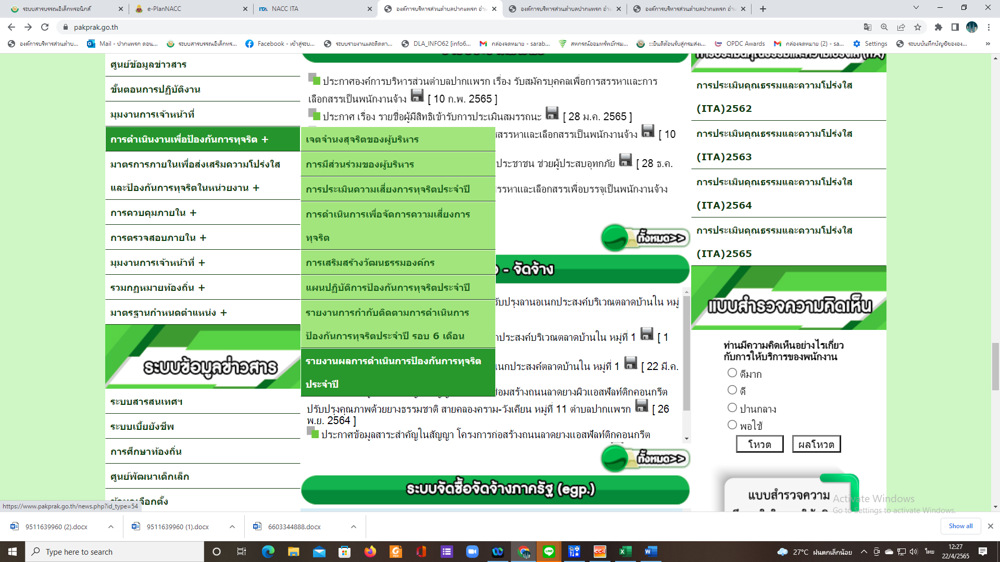 ระบบสารบรรณอิเล็กทรอนิกส์
e-PlanNACC
NACC ITA
องค์การบริหารส่วนตำบลปากแพรก อำเ
องค์การบริหารส่วนตำบลปากแพรก อำเ
องค์การบริหารส่วนตำบลปากแพรก อำเ
pakprak.go.th
องค์การบริหารส่วนตำบ...
Mail - ปากแพรก ดอน...
ระบบสารบรรณอิเล็กทร...
Facebook - เข้าสู่ระบ...
ระบบรายงานและติดตา...
DLA_INFO62 [info6...
กล่องจดหมาย - sarab...
สหกรณ์ออมทรัพย์กรม...
:::ยินดีต้อนรับสู่กรมส่งเ...
OPDC Awards
กล่องจดหมาย (2) - sa...
Settings
ระบบบันทึกบัญชีขององ...
ศูนย์ข้อมูลข่าวสาร
ขั้นตอนการปฏิบัติงาน
มุมงานการเจ้าหน้าที่
การดำเนินงานเพื่อป้องกันการทุจริต +
มาตรการภายในเพื่อส่งเสริมความโปร่งใส
และป้องกันการทุจริตในหน่วยงาน +
การควบคุมภายใน +
การตรวจสอบภายใน +
มุมงานการเจ้าหน้าที่ +
รวมกฎหมายท้องถิ่น +
มาตรฐานกำหนดตำแหน่ง +
ระบบข้อมูลข่าวสาร
ระบบสารสนเทศฯ
ระบบเบี้ยยังชีพ
การศึกษาท้องถิ่น
ศูนย์พัฒนาเด็กเล็ก
เลือกตั้ง
https://www.pakprak.go.th/news.php?id_type=54
เจตจำนงสุจริตของผู้บริหาร
การมีส่วนร่วมของผู้บริหาร
การประเมินความเสี่ยงการทุจริตประจำปี
การดำเนินการเพื่อจัดการความเสี่ยงการ
ทุจริต
การเสริมสร้างวัฒนธรรมองค์กร
แผนปฏิบัติการป้องกันการทุจริตประจำปี
รายงานการกำกับติดตามการดำเนินการ
ป้องกันการทุจริตประจำปี รอบ 6 เดือน
รายงานผลการดำเนินการป้องกันการทุจริต
ประจำปี
ประกาศองค์การบริหารส่วนตำบลปากแพรก เรื่อง รับสมัครบุคคลเพื่อการสรรหาและการ
เลือกสรรเป็นพนักงานจ้าง [ 10 ก.พ. 2565 ]
ประกาศ เรื่อง รายชื่อผู้มีสิทธิเข้ารับการประเมินสมรรถนะ [ 28 ม.ค. 2565 ]
รสรรหาและเลือกสรรเป็นพนักงานจ้าง [ 10
ประชาชน ช่วยผู้ประสบอุทกภัย [ 28 ธ.ค.
รรหาและเลือกสรรเพื่อบรรจุเป็นพนักงานจ้าง
ทั้งหมด>>
- จัดจ้าง
รับปรุงลานอเนกประสงค์บริเวณตลาดบ้านใน หมู่
กประสงค์บริเวณตลาดบ้านใน หมู่ที่ 1 [ 1
เนกประสงค์ตลาดบ้านใน หมู่ที่ 1 [ 22 มี.ค.
ซ่อมสร้างถนนลาดยางผิวแอสฟัลท์ติกคอนกรีต
ปรับปรุงคุณภาพด้วยยางธรรมชาติ สายคลองคราม-วังเคียน หมู่ที่ 11 ตำบลปากแพรก [ 26
พ.ย. 2564 ]
ประกาศข้อมูลสาระสำคัญในสัญญา โครงการก่อสร้างถนนลาดยางแอสฟัลท์ติกคอนกรีต
ทั้งหมด>>
ระบบจัดซื้อจัดจ้างภาครัฐ (egp.)
การประเมินคุณธรรมและความโปร่งใส (ITA)
การประเมินคุณธรรมและความโปร่งใส
(ITA)2562
การประเมินคุณธรรมและความโปร่งใส
(ITA)2563
การประเมินคุณธรรมและความโปร่งใส
(ITA)2564
การประเมินคุณธรรมและความโปร่งใส
(ITA)2565
แบบสำรวจความคิดเห็น
ท่านมีความคิดเห็นอย่างไรเกี่ยว
กับการให้บริการของพนักงาน
ดีมาก
ดี
ปานกลาง
พอใช้
โหวต ผลโหวต
แบบสำรวจความ
Activate Windows
Go to Settings to activate Windows.
9511639960 (2).docx
9511639960 (1).docx
6603344888.docx
Show all
Type here to search
27°C ฝนตกเล็กน้อย
ไทย
12:27
22/4/2565